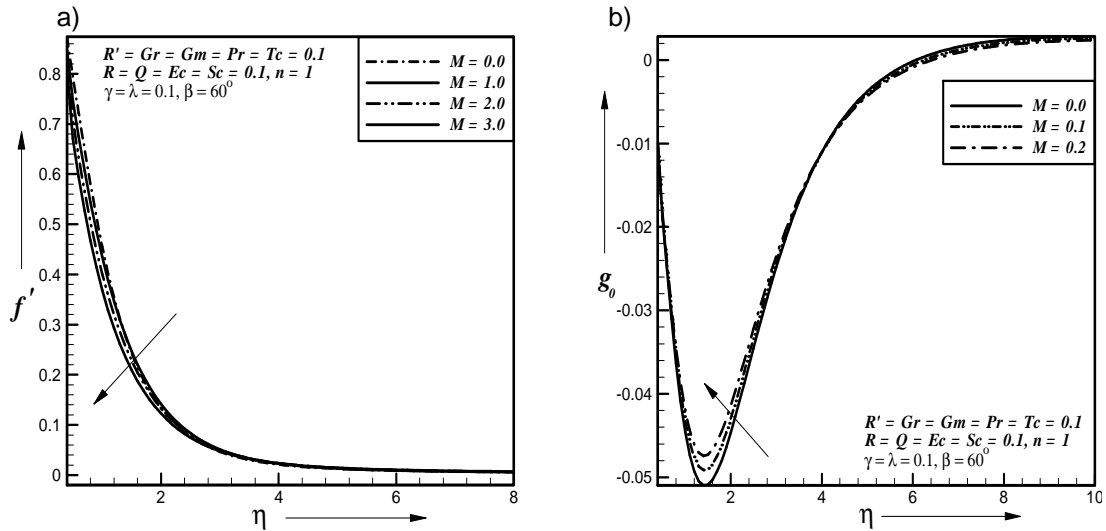 a)
R' = Gr = Gm = Pr = Tc = 0.1
R = Q = Ec = Sc = 0.1, n = 1
γ = λ = 0.1, β = 60°
M = 0.0
M = 1.0
M = 2.0
M = 3.0
0.8
0.7
0.6
0.5
0.4
0.3
0.2
0.1
0
f'
2
4
6
8
η
b)
0
-0.01
-0.02
-0.03
-0.04
-0.05
g₀
M = 0.0
M = 0.1
M = 0.2
R' = Gr = Gm = Pr = Tc = 0.1
R = Q = Ec = Sc = 0.1, n = 1
γ = λ = 0.1, β = 60°
2
4
6
8
10
η